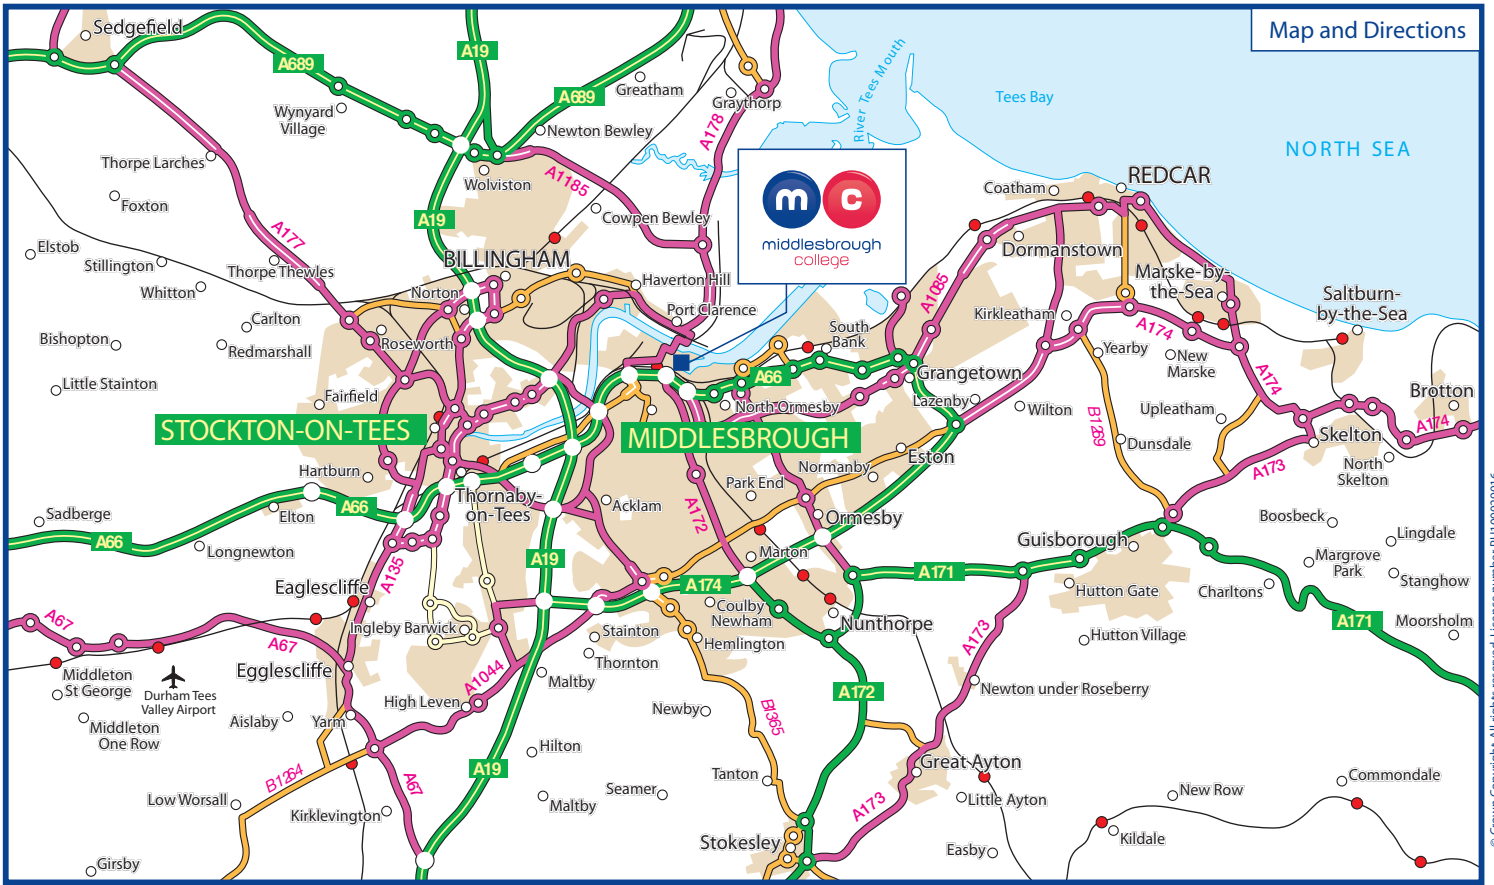 Map and Directions
Sedgefield
A689
A19
A689
Greatham
Graythorp
River Tees Mouth
Tees Bay
NORTH SEA
Wynyard
Village
Newton Bewley
A178
Thorpe Larches
Wolviston
A1185
Foxton
A19
Cowpen Bewley
mc
middlesbrough
college
Coatham
REDCAR
Elstob
Stillington
A177
Thorpe Thewles
BILLINGHAM
Haverton Hill
Dormanstown
Marske-by-
the-Sea
Whitton
Norton
Port Clarence
A1085
Kirkleatham
Saltburn-
by-the-Sea
Carlton
Bishopton
Redmarshall
Roseworth
South
Bank
A174
Yearby
New
Marske
Little Stainton
Fairfield
A66
Grangetown
A174
Brotton
North Ormesby
Lazenby
Wilton
B1269
Upleatham
A174
STOCKTON-ON-TEES
MIDDLESBROUGH
Skelton
Dunsdale
Eston
Normanby
North
Skelton
A173
Hartburn
Park End
Thornaby-
on-Tees
Acklam
A172
Sadberge
Elton
A66
Ormesby
Boosbeck
Lingdale
A66
Longnewton
A19
Marton
Guisborough
Margrove
Park
A135
A174
A171
Stanghow
Eaglescliffe
Coulby
Newham
Hutton Gate
Charltons
A67
Ingleby Barwick
Stainton
Nunthorpe
A171
Moorsholm
A67
Hemlington
A173
Hutton Village
Egglescliffe
Thornton
Middleton
St George
Durham Tees
Valley Airport
A1044
Maltby
A172
Newton under Roseberry
High Leven
Newby
B1365
Middleton
One Row
Aislaby
Yarm
Hilton
Great Ayton
B1264
A67
A19
Tanton
Commondale
Low Worsall
Maltby
Seamer
A173
Little Ayton
New Row
Kirklevington
Stokesley
Kildale
Easby
Girsby